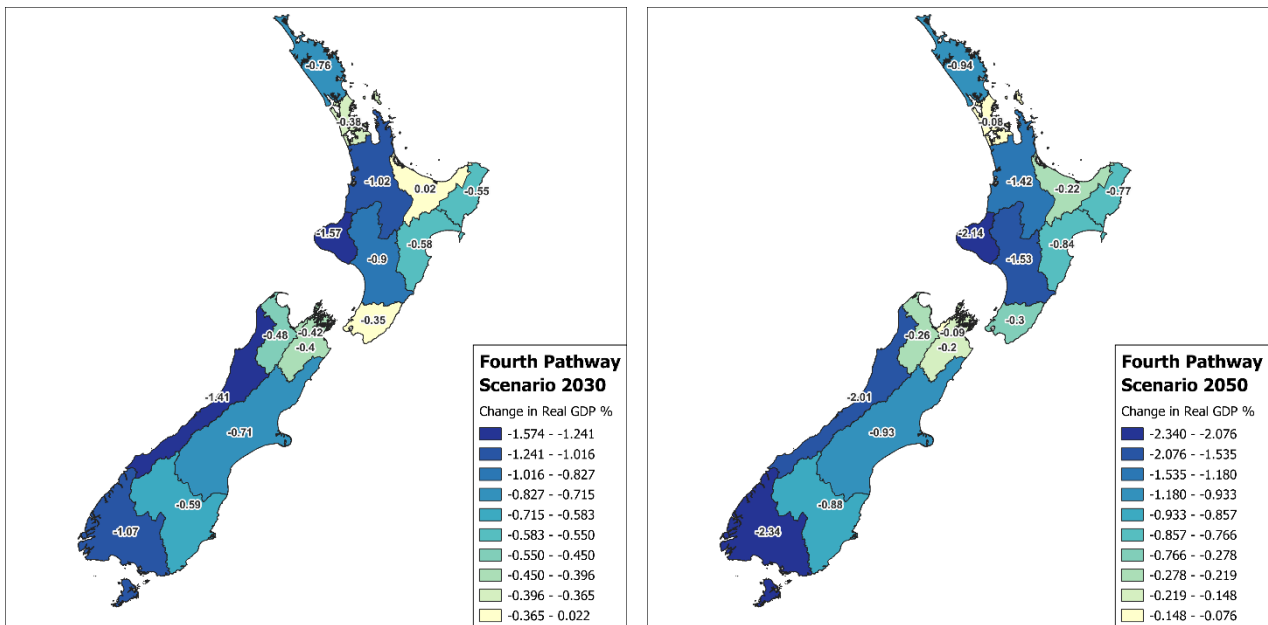 -0.76
-0.38
-1.02
0.02
-0.55
-1.57
-0.58
-0.9
-0.35
-0.42
-0.48
-0.4
-1.41
-0.71
-0.59
-1.07
Fourth Pathway
Scenario 2030
Change in Real GDP %
-1.574 - -1.241
-1.241 - -1.016
-1.016 - -0.827
-0.827 - -0.715
-0.715 - -0.583
-0.583 - -0.550
-0.550 - -0.450
-0.450 - -0.396
-0.396 - -0.365
-0.365 - 0.022
-0.94
-0.08
-1.42
-0.22
-0.77
-2.14
-0.84
-1.53
-0.3
-0.09
-0.26
-0.2
-2.01
-0.93
-0.88
-2.34
Fourth Pathway
Scenario 2050
Change in Real GDP %
-2.340 - -2.076
-2.076 - -1.535
-1.535 - -1.180
-1.180 - -0.933
-0.933 - -0.857
-0.857 - -0.766
-0.766 - -0.278
-0.278 - -0.219
-0.219 - -0.148
-0.148 - -0.076